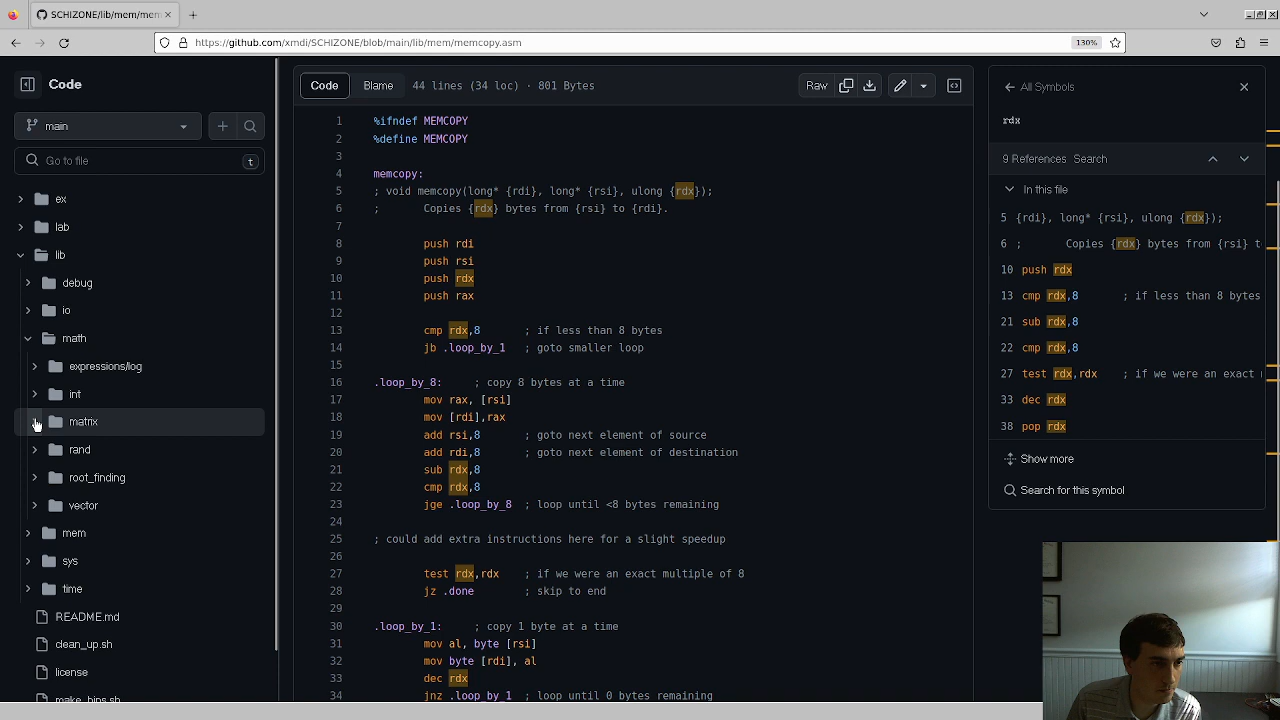 SCHIZONE/lib/mem/mem
https://github.com/xmdi/SCHIZONE/blob/main/lib/mem/memcopy.asm
130%
Code
main
Go to file
t
ex
lab
lib
debug
io
math
expressions/log
int
matrix
rand
root_finding
vector
mem
sys
time
README.md
clean_up.sh
license
make_bins.sh
Code
Blame
44 lines (34 loc) · 801 Bytes
Raw
1 %ifndef MEMCOPY
2 %define MEMCOPY
3
4 memcopy:
5 ; void memcopy(long* {rdi}, long* {rsi}, ulong {rdx});
6 ; Copies {rdx} bytes from {rsi} to {rdi}.
7
8 push rdi
9 push rsi
10 push rdx
11 push rax
12
13 cmp rdx,8 ; if less than 8 bytes
14 jb .loop_by_1 ; goto smaller loop
15
16 .loop_by_8: ; copy 8 bytes at a time
17 mov rax, [rsi]
18 mov [rdi],rax
19 add rsi,8 ; goto next element of source
20 add rdi,8 ; goto next element of destination
21 sub rdx,8
22 cmp rdx,8
23 jge .loop_by_8 ; loop until <8 bytes remaining
24
25 ; could add extra instructions here for a slight speedup
26
27 test rdx,rdx ; if we were an exact multiple of 8
28 jz .done ; skip to end
29
30 .loop_by_1: ; copy 1 byte at a time
31 mov al, byte [rsi]
32 mov byte [rdi], al
33 dec rdx
34 jnz .loop_by_1 ; loop until 0 bytes remaining
All Symbols
rdx
9 References Search
In this file
5 {rdi}, long* {rsi}, ulong {rdx});
6 ; Copies {rdx} bytes from {rsi} t
10 push rdx
13 cmp rdx,8 ; if less than 8 bytes
21 sub rdx,8
22 cmp rdx,8
27 test rdx,rdx ; if we were an exact
33 dec rdx
38 pop rdx
Show more
Search for this symbol